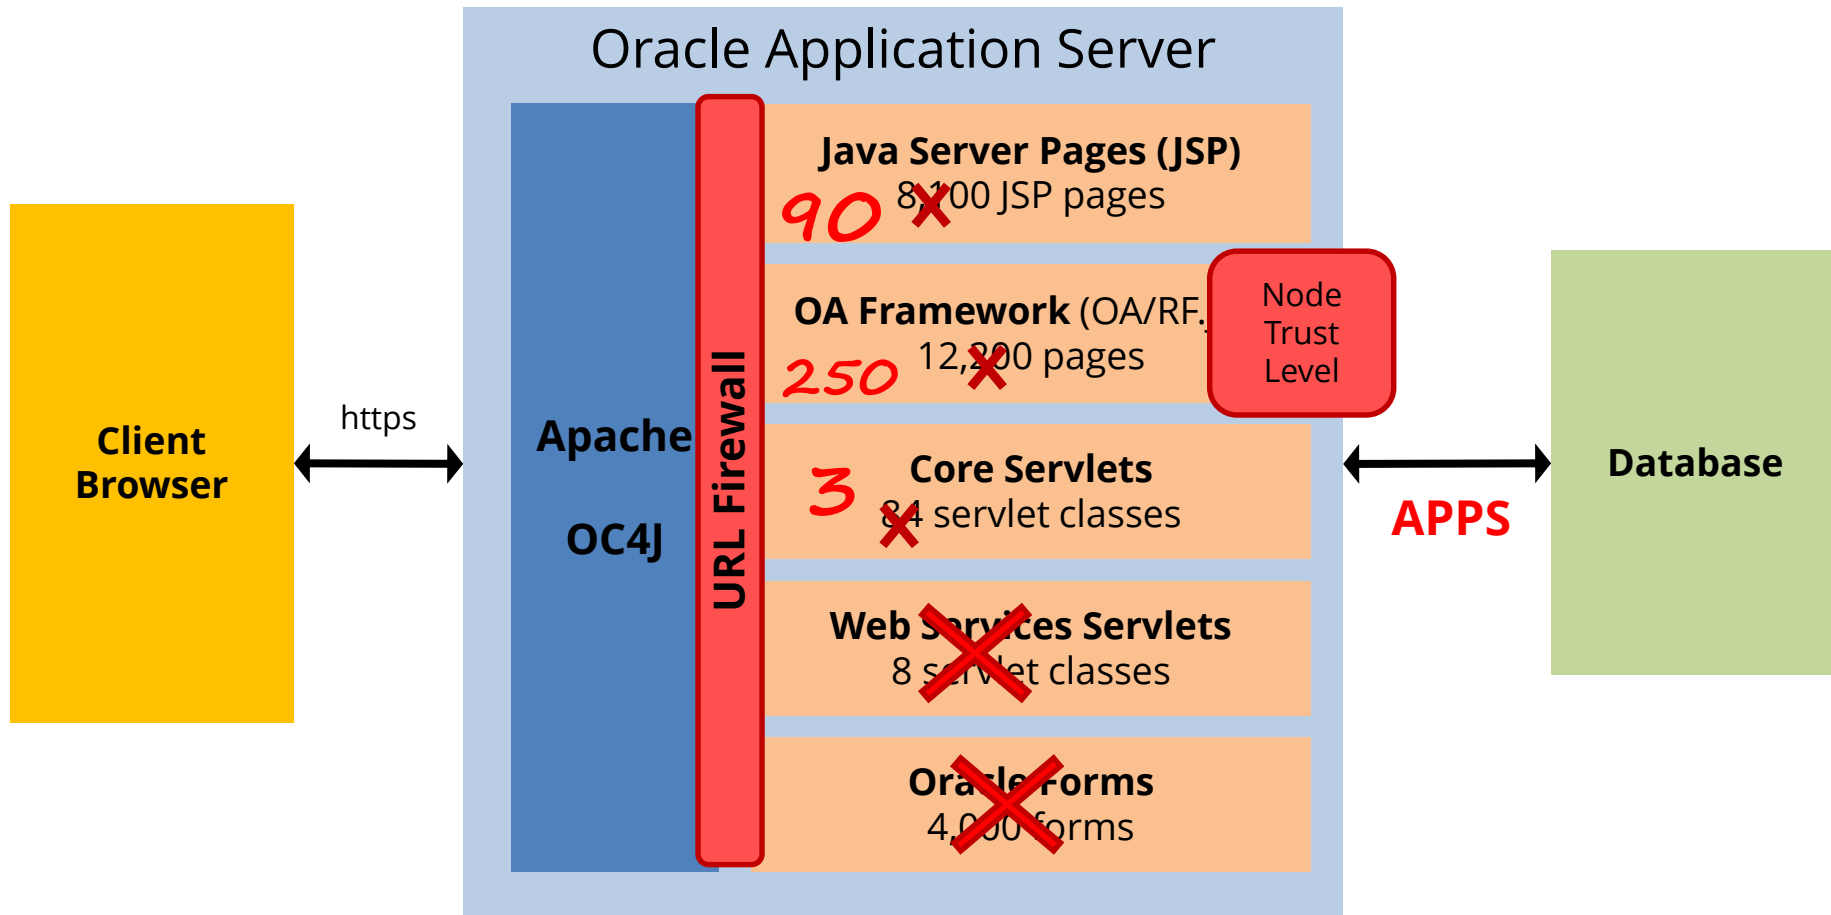 Oracle Application Server
Client
Browser
https
Apache
OC4J
URL Firewall
Java Server Pages (JSP)
90 8,100 JSP pages
OA Framework (OA/RF.
250 12,200 pages
Node
Trust
Level
Core Servlets
3 84 servlet classes
Web Services Servlets
8 servlet classes
Oracle Forms
4,000 forms
APPS
Database